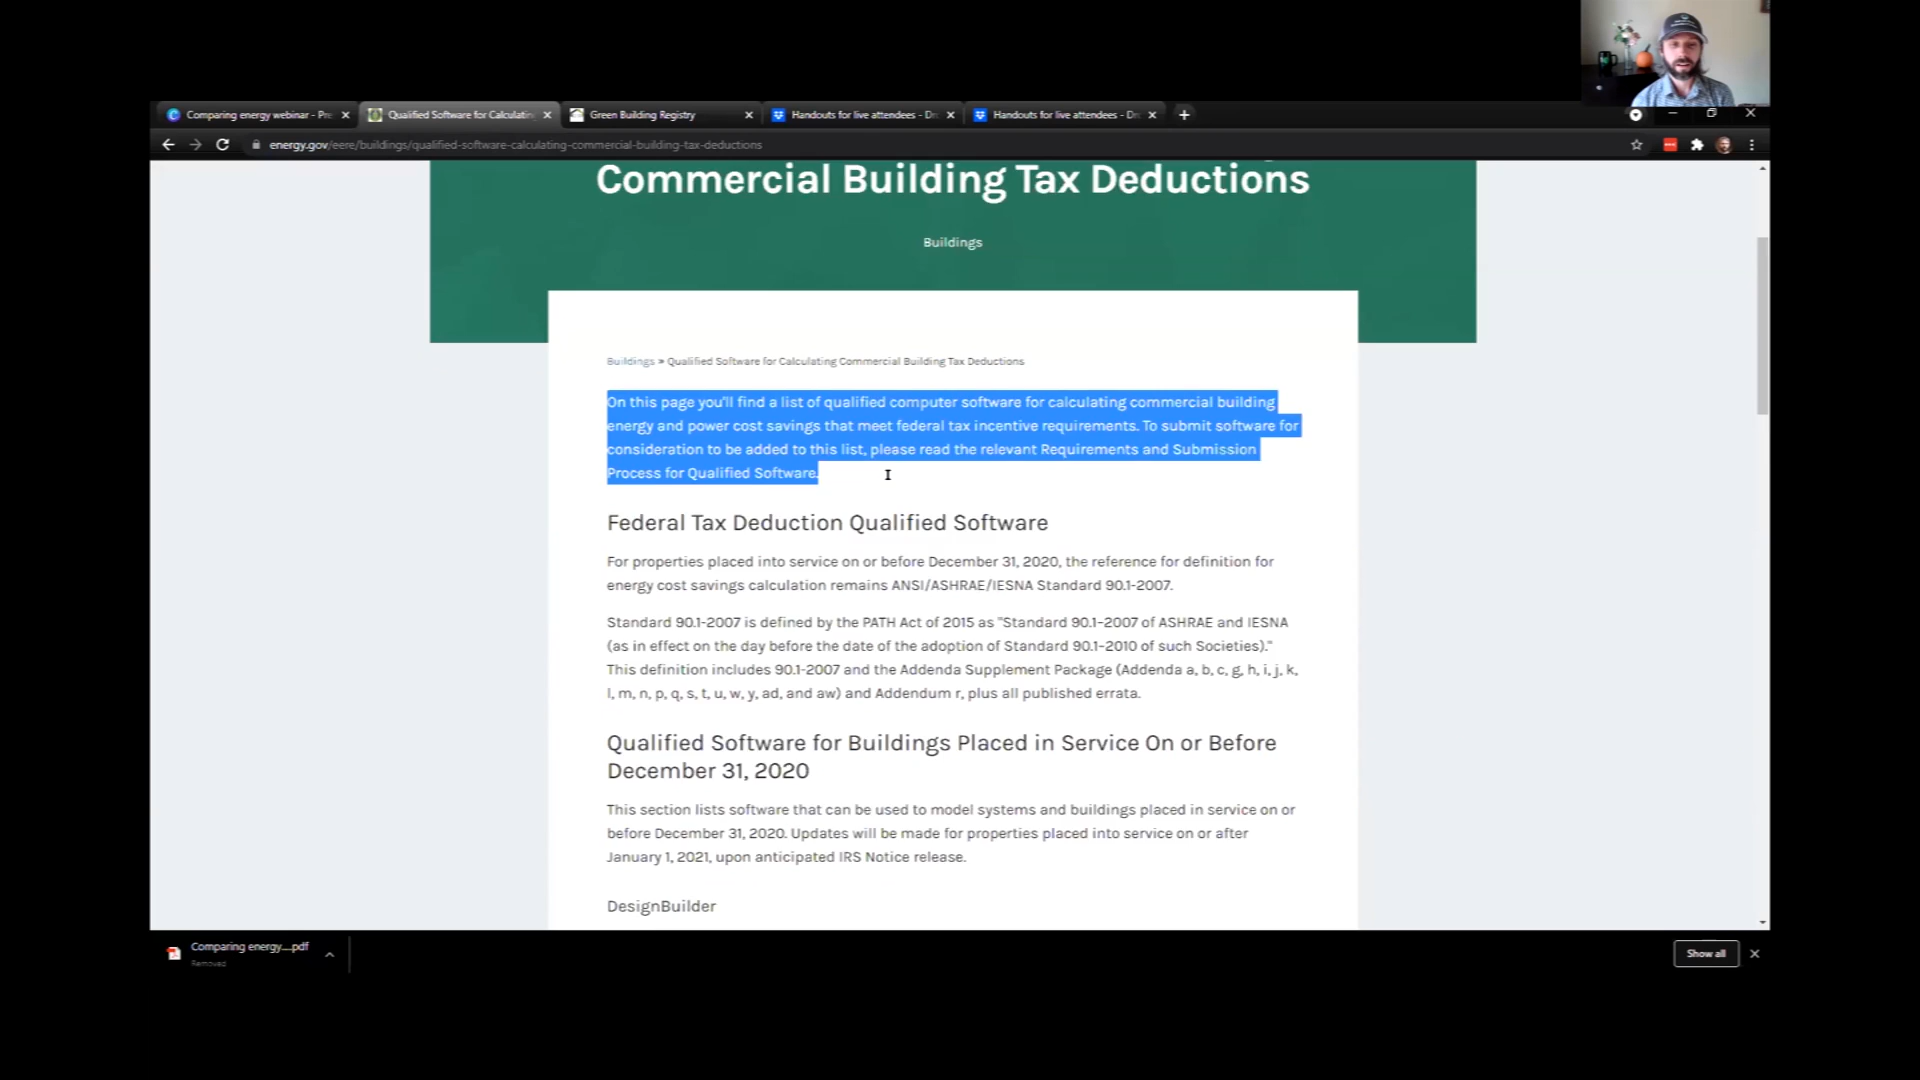 Comparing energy webinar - Pre
Qualified Software for Calculatin
Green Building Registry
Handouts for live attendees - Dr
Handouts for live attendees - Dr
energy.gov/eere/buildings/qualified-software-calculating-commercial-building-tax-deductions
Commercial Building Tax Deductions
Buildings
Buildings » Qualified Software for Calculating Commercial Building Tax Deductions
On this page you'll find a list of qualified computer software for calculating commercial building
energy and power cost savings that meet federal tax incentive requirements. To submit software for
consideration to be added to this list, please read the relevant Requirements and Submission
Process for Qualified Software.
Federal Tax Deduction Qualified Software
For properties placed into service on or before December 31, 2020, the reference for definition for
energy cost savings calculation remains ANSI/ASHRAE/IESNA Standard 90.1-2007.
Standard 90.1-2007 is defined by the PATH Act of 2015 as "Standard 90.1–2007 of ASHRAE and IESNA
(as in effect on the day before the date of the adoption of Standard 90.1–2010 of such Societies)."
This definition includes 90.1-2007 and the Addenda Supplement Package (Addenda a, b, c, g, h, i, j, k,
l, m, n, p, q, s, t, u, w, y, ad, and aw) and Addendum r, plus all published errata.
Qualified Software for Buildings Placed in Service On or Before
December 31, 2020
This section lists software that can be used to model systems and buildings placed in service on or
before December 31, 2020. Updates will be made for properties placed into service on or after
January 1, 2021, upon anticipated IRS Notice release.
DesignBuilder
Comparing energy....pdf
Removed
Show all